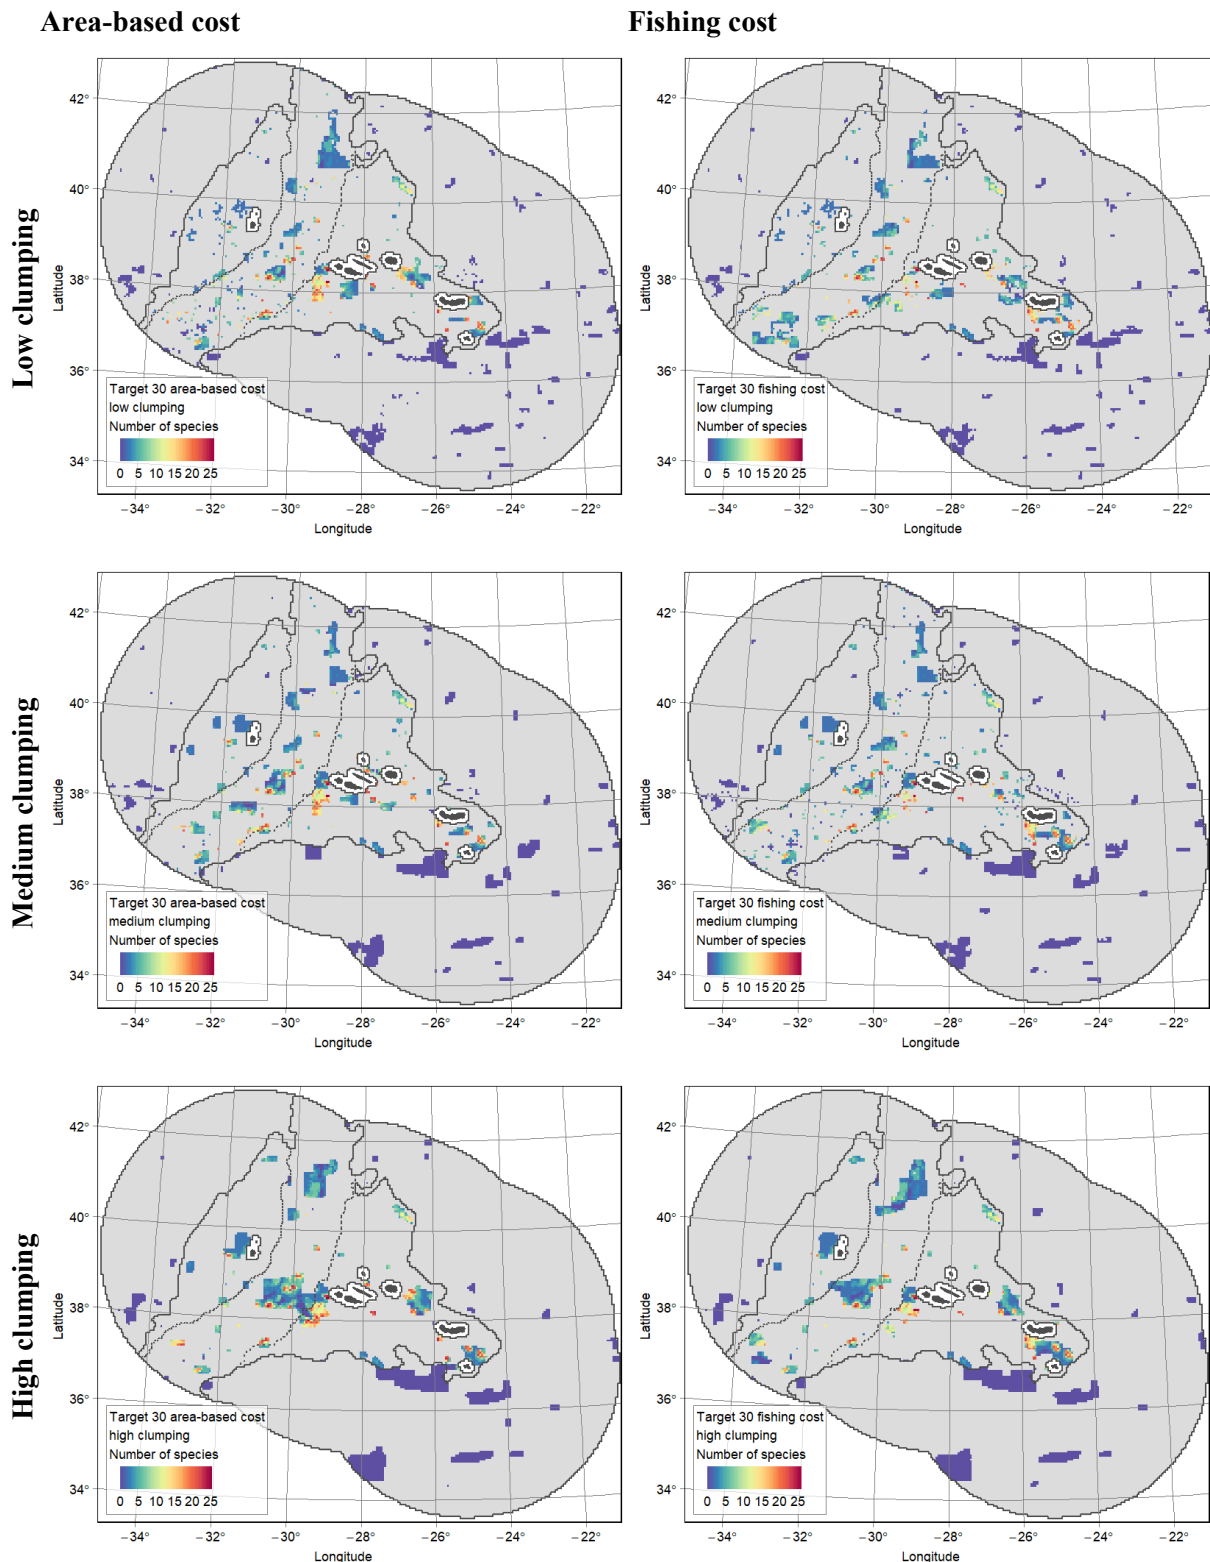 Area-based cost
Fishing cost
Low clumping
42°
40°
38°
36°
34°
Latitude
Target 30 area-based cost
low clumping
Number of species
0 5 10 15 20 25
−34° −32° −30° −28° −26° −24° −22°
Longitude
42°
40°
38°
36°
34°
Latitude
Target 30 fishing cost
low clumping
Number of species
0 5 10 15 20 25
−34° −32° −30° −28° −26° −24° −22°
Longitude
Medium clumping
42°
40°
38°
36°
34°
Latitude
Target 30 area-based cost
medium clumping
Number of species
0 5 10 15 20 25
−34° −32° −30° −28° −26° −24° −22°
Longitude
42°
40°
38°
36°
34°
Latitude
Target 30 fishing cost
medium clumping
Number of species
0 5 10 15 20 25
−34° −32° −30° −28° −26° −24° −22°
Longitude
High clumping
42°
40°
38°
36°
34°
Latitude
Target 30 area-based cost
high clumping
Number of species
0 5 10 15 20 25
−34° −32° −30° −28° −26° −24° −22°
Longitude
42°
40°
38°
36°
34°
Latitude
Target 30 fishing cost
high clumping
Number of species
0 5 10 15 20 25
−34° −32° −30° −28° −26° −24° −22°
Longitude